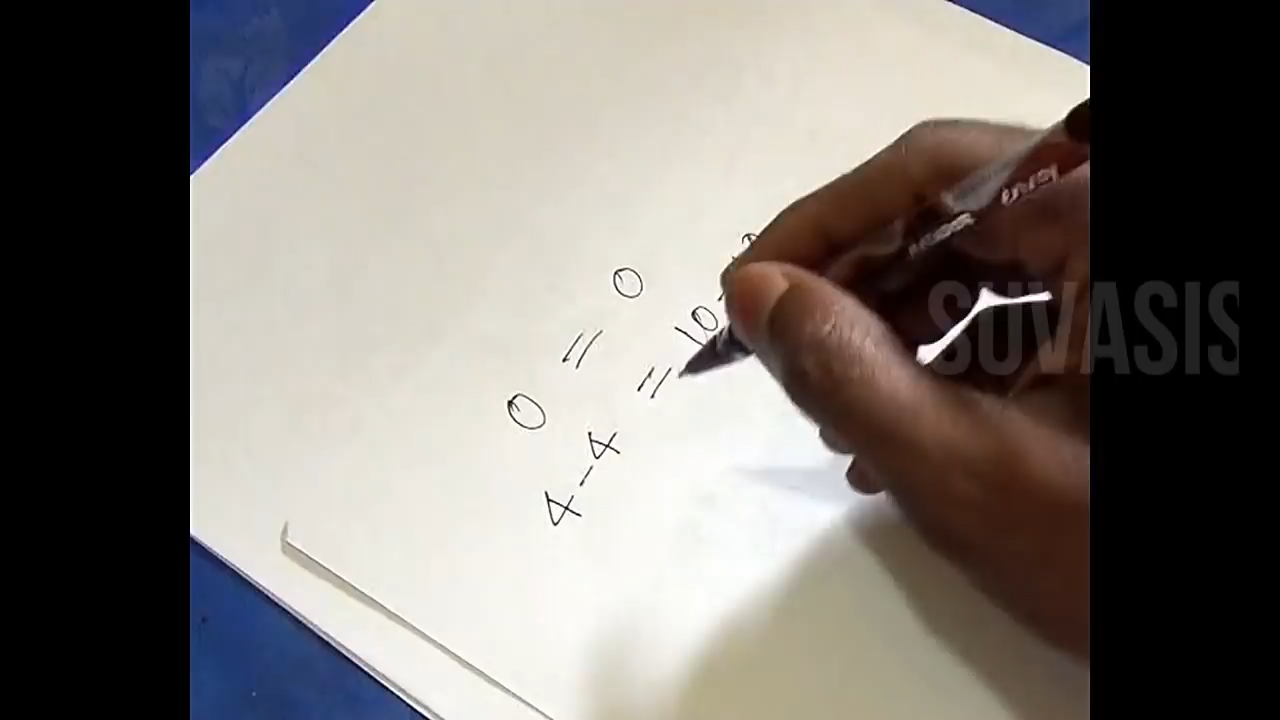 0 = 0
4-4 = 10-
SUVASIS